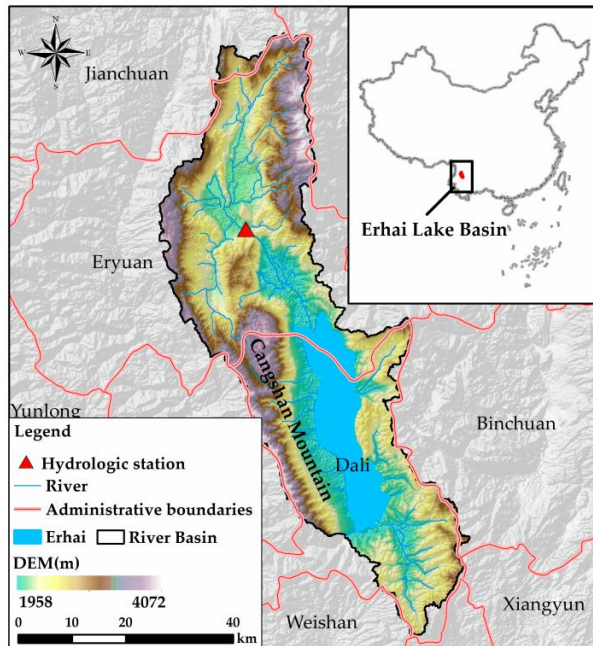 N
W
E
S
Jianchuan
Erhai Lake Basin
Eryuan
Cangshan Mountain
Yunlong
Binchuan
Dali
Legend
Hydrologic station
River
Administrative boundaries
Erhai
River Basin
DEM(m)
1958
4072
0 10 20 40
km
Weishan
Xiangyun